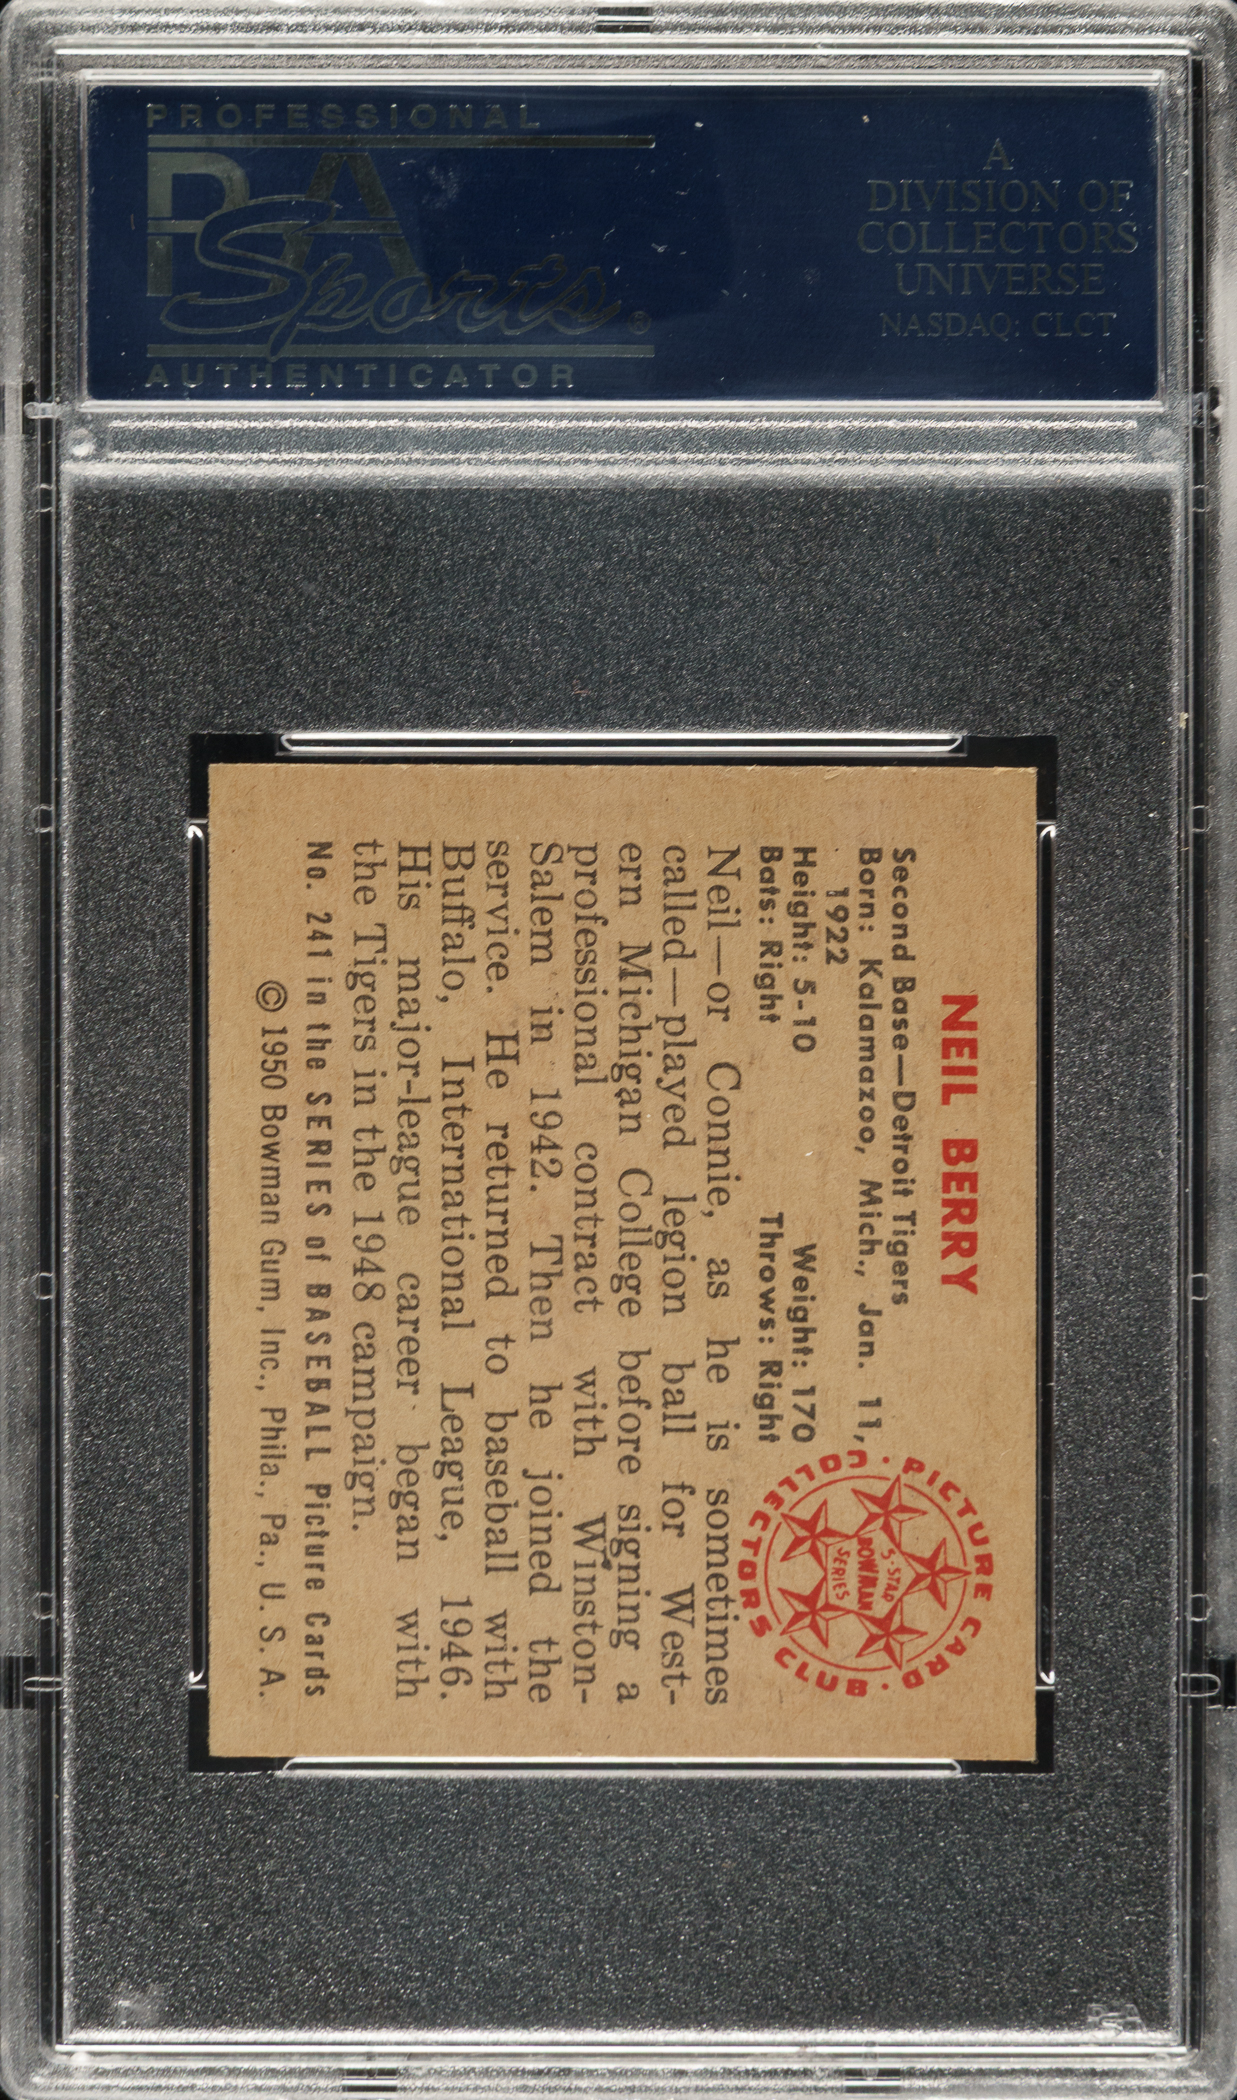 PROFESSIONAL
PSA
Sports®
AUTHENTICATOR
A
DIVISION OF
COLLECTORS
UNIVERSE
NASDAQ: CLCT
NEIL BERRY
Second Base—Detroit Tigers
Born: Kalamazoo, Mich., Jan. 11,
1922
Height: 5-10 Weight: 170
Bats: Right Throws: Right
PICTURE CARD · CLUB · COLLECTORS ·
5-STAR
BOWMAN
SERIES
Neil—or Connie, as he is sometimes
called—played legion ball for West-
ern Michigan College before signing a
professional contract with Winston-
Salem in 1942. Then he joined the
service. He returned to baseball with
Buffalo, International League, 1946.
His major-league career began with
the Tigers in the 1948 campaign.
No. 241 in the SERIES of BASEBALL Picture Cards
©1950 Bowman Gum, Inc., Phila., Pa., U. S. A.
PSA